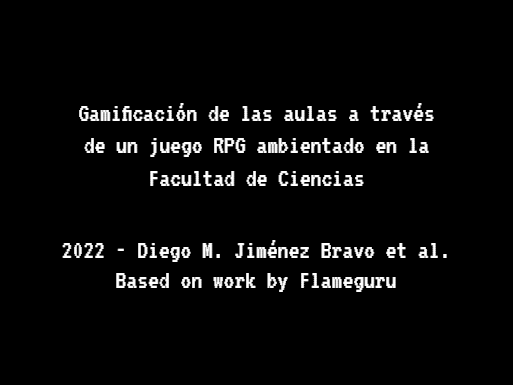 Gamificación de las aulas a través
de un juego RPG ambientado en la
Facultad de Ciencias
2022 - Diego M. Jiménez Bravo et al.
Based on work by Flameguru